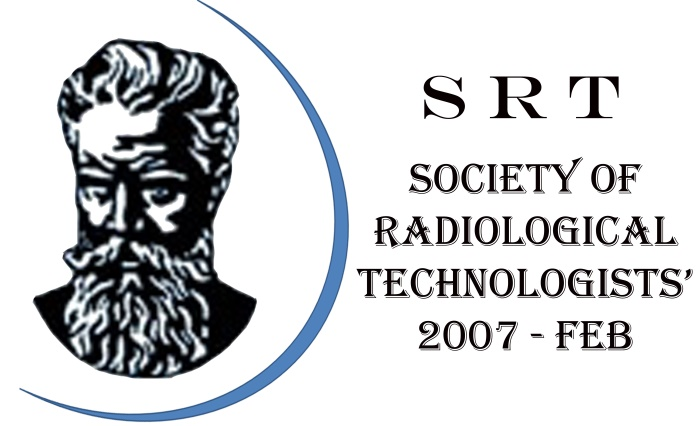 S R T
SOCIETY OF
RADIOLOGICAL
TECHNOLOGISTS’
2007 - FEB